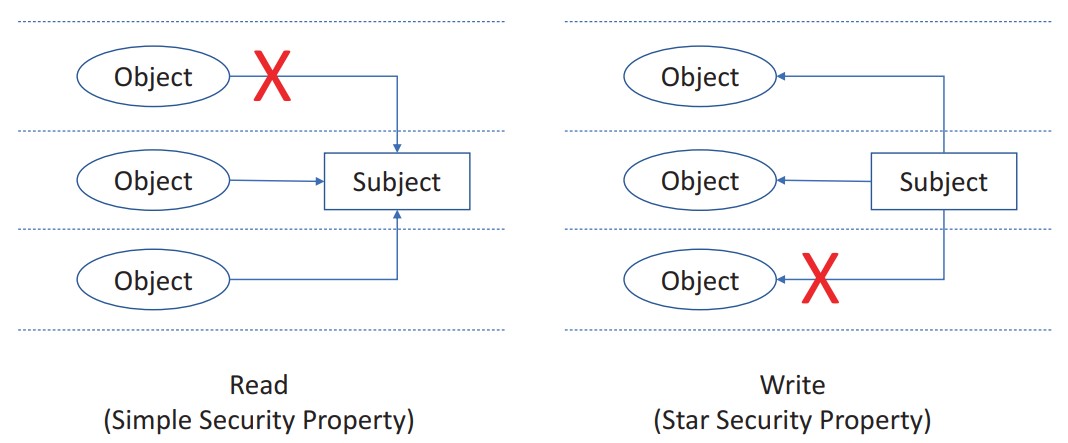 Object
X
Object
Subject
Object
Read
(Simple Security Property)
Object
Object
Subject
Object
X
Write
(Star Security Property)